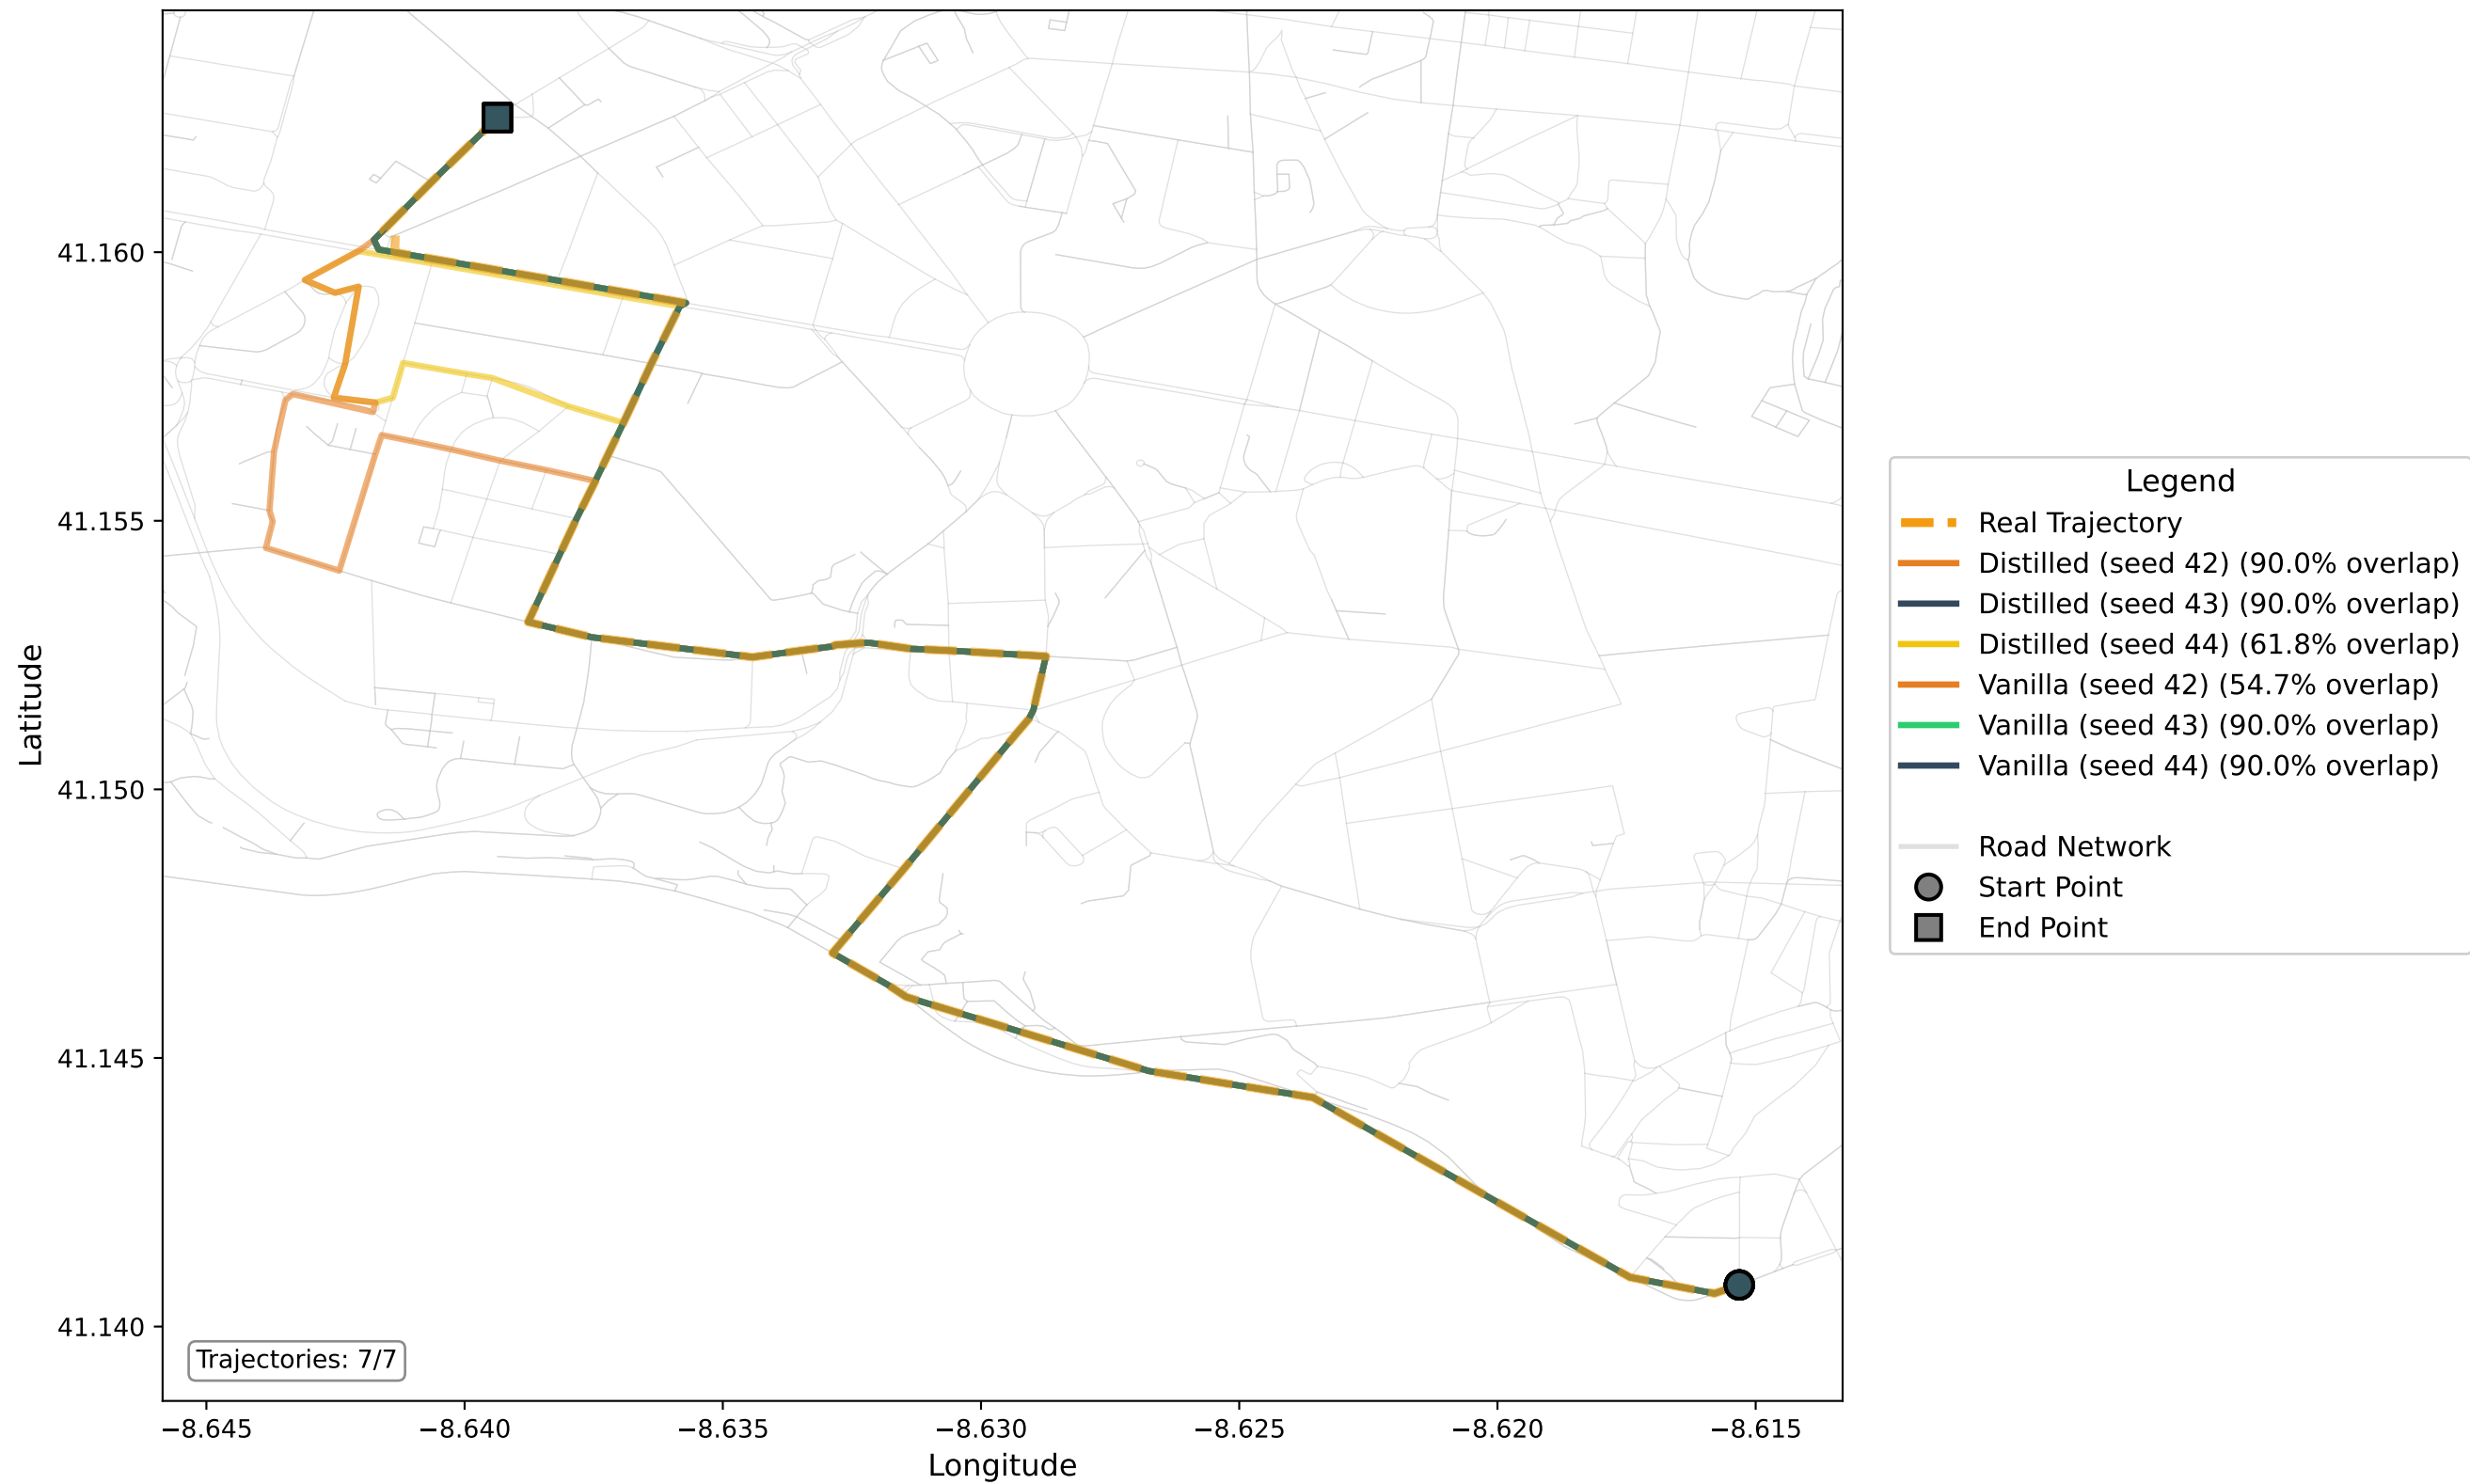 41.160
41.155
41.150
41.145
41.140
Latitude
Trajectories: 7/7
−8.645
−8.640
−8.635
−8.630
−8.625
−8.620
−8.615
Longitude
Legend
Real Trajectory
Distilled (seed 42) (90.0% overlap)
Distilled (seed 43) (90.0% overlap)
Distilled (seed 44) (61.8% overlap)
Vanilla (seed 42) (54.7% overlap)
Vanilla (seed 43) (90.0% overlap)
Vanilla (seed 44) (90.0% overlap)
Road Network
Start Point
End Point